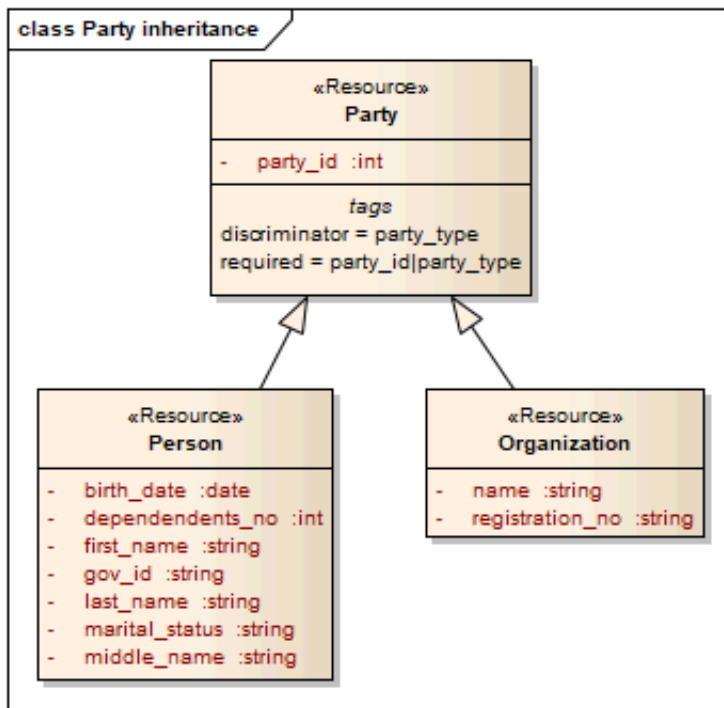 class Party inheritance
«Resource»
Party
- party_id :int
tags
discriminator = party_type
required = party_id|party_type
«Resource»
Person
- birth_date :date
- dependendents_no :int
- first_name :string
- gov_id :string
- last_name :string
- marital_status :string
- middle_name :string
«Resource»
Organization
- name :string
- registration_no :string